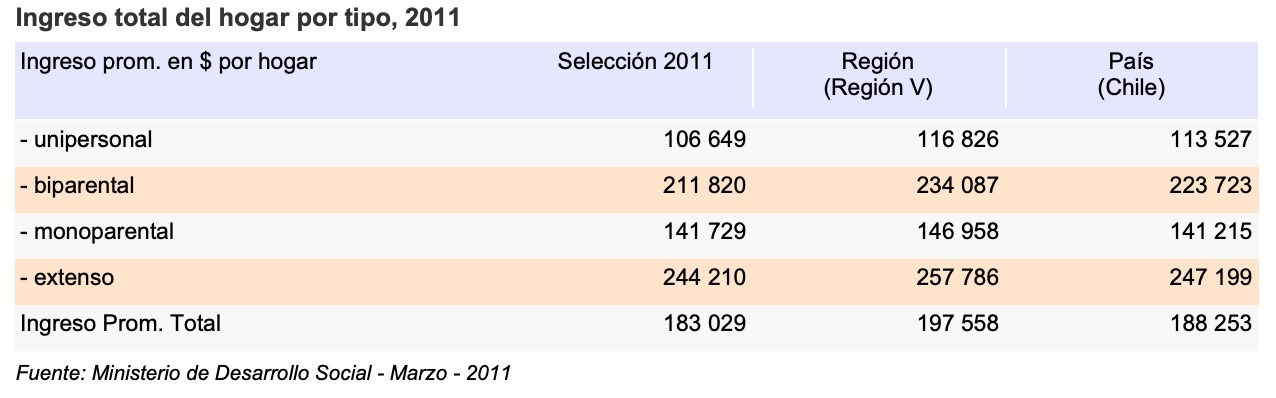 Ingreso total del hogar por tipo, 2011
Ingreso prom. en $ por hogar Selección 2011 Región País
(Región V) (Chile)
- unipersonal 106 649 116 826 113 527
- biparental 211 820 234 087 223 723
- monoparental 141 729 146 958 141 215
- extenso 244 210 257 786 247 199
Ingreso Prom. Total 183 029 197 558 188 253
Fuente: Ministerio de Desarrollo Social - Marzo - 2011